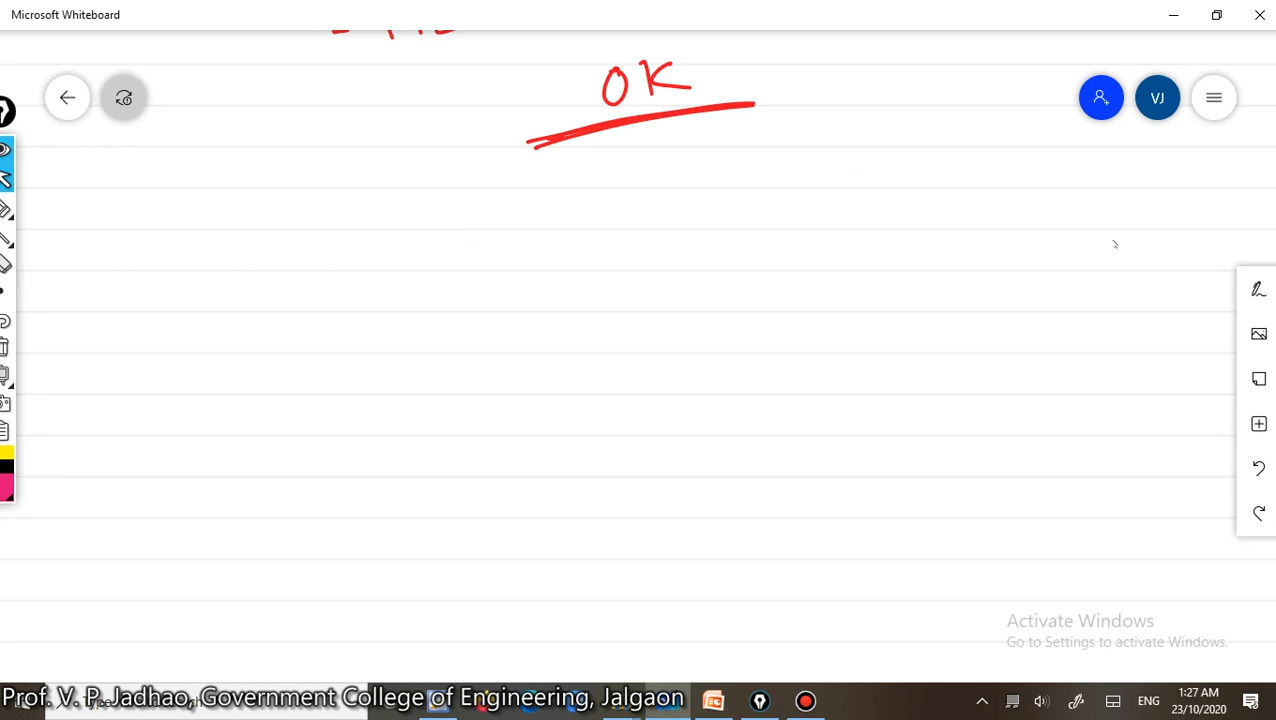 Microsoft Whiteboard
OK
VJ
Activate Windows
Go to Settings to activate Windows.
Prof. V. P.Jadhao, Government College of Engineering, Jalgaon
ENG
1:27 AM
23/10/2020